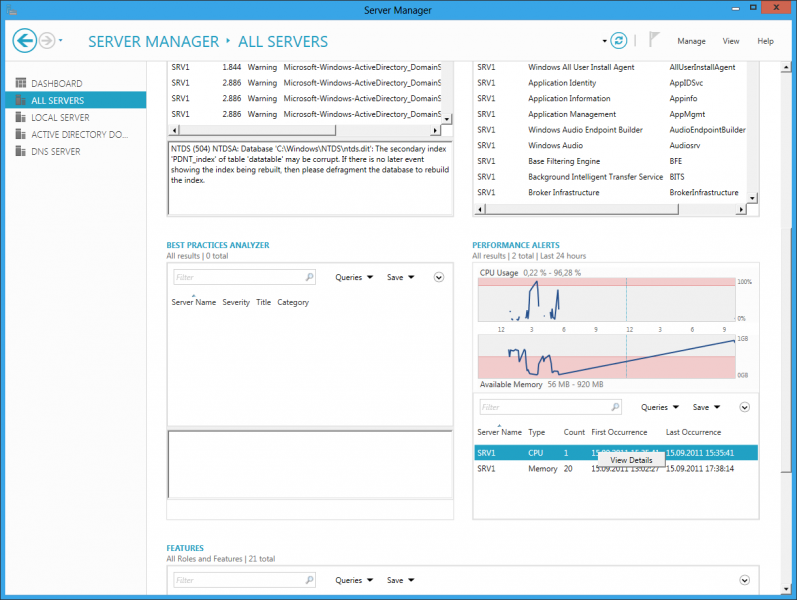 Server Manager
SERVER MANAGER ‣ ALL SERVERS
Manage View Help
DASHBOARD
ALL SERVERS
LOCAL SERVER
ACTIVE DIRECTORY DO...
DNS SERVER
SRV1 1.844 Warning Microsoft-Windows-ActiveDirectory_DomainS
SRV1 2.886 Warning Microsoft-Windows-ActiveDirectory_DomainS
SRV1 2.886 Warning Microsoft-Windows-ActiveDirectory_DomainS
SRV1 2.886 Warning Microsoft-Windows-ActiveDirectory_DomainS
NTDS (504) NTDSA: Database 'C:\Windows\NTDS\ntds.dit': The secondary index
'PDNT_index' of table 'datatable' may be corrupt. If there is no later event
showing the index being rebuilt, then please defragment the database to rebuild
the index.
SRV1 Windows All User Install Agent AllUserInstallAgent
SRV1 Application Identity AppIDSvc
SRV1 Application Information Appinfo
SRV1 Application Management AppMgmt
SRV1 Windows Audio Endpoint Builder AudioEndpointBuilder
SRV1 Windows Audio Audiosrv
SRV1 Base Filtering Engine BFE
SRV1 Background Intelligent Transfer Service BITS
SRV1 Broker Infrastructure BrokerInfrastructure
BEST PRACTICES ANALYZER
All results | 0 total
Filter Queries Save
Server Name Severity Title Category
PERFORMANCE ALERTS
All results | 2 total | Last 24 hours
CPU Usage 0,22 % - 96,28 %
100%
0%
12 3 6 9 12 3 6 9
1GB
0GB
Available Memory 56 MB - 920 MB
Filter Queries Save
Server Name Type Count First Occurrence Last Occurrence
SRV1 CPU 1 15.09.2011 15:35:41
View Details
SRV1 Memory 20 15.09.2011 13:02:27 15.09.2011 17:38:14
FEATURES
All Roles and Features | 21 total
Filter Queries Save